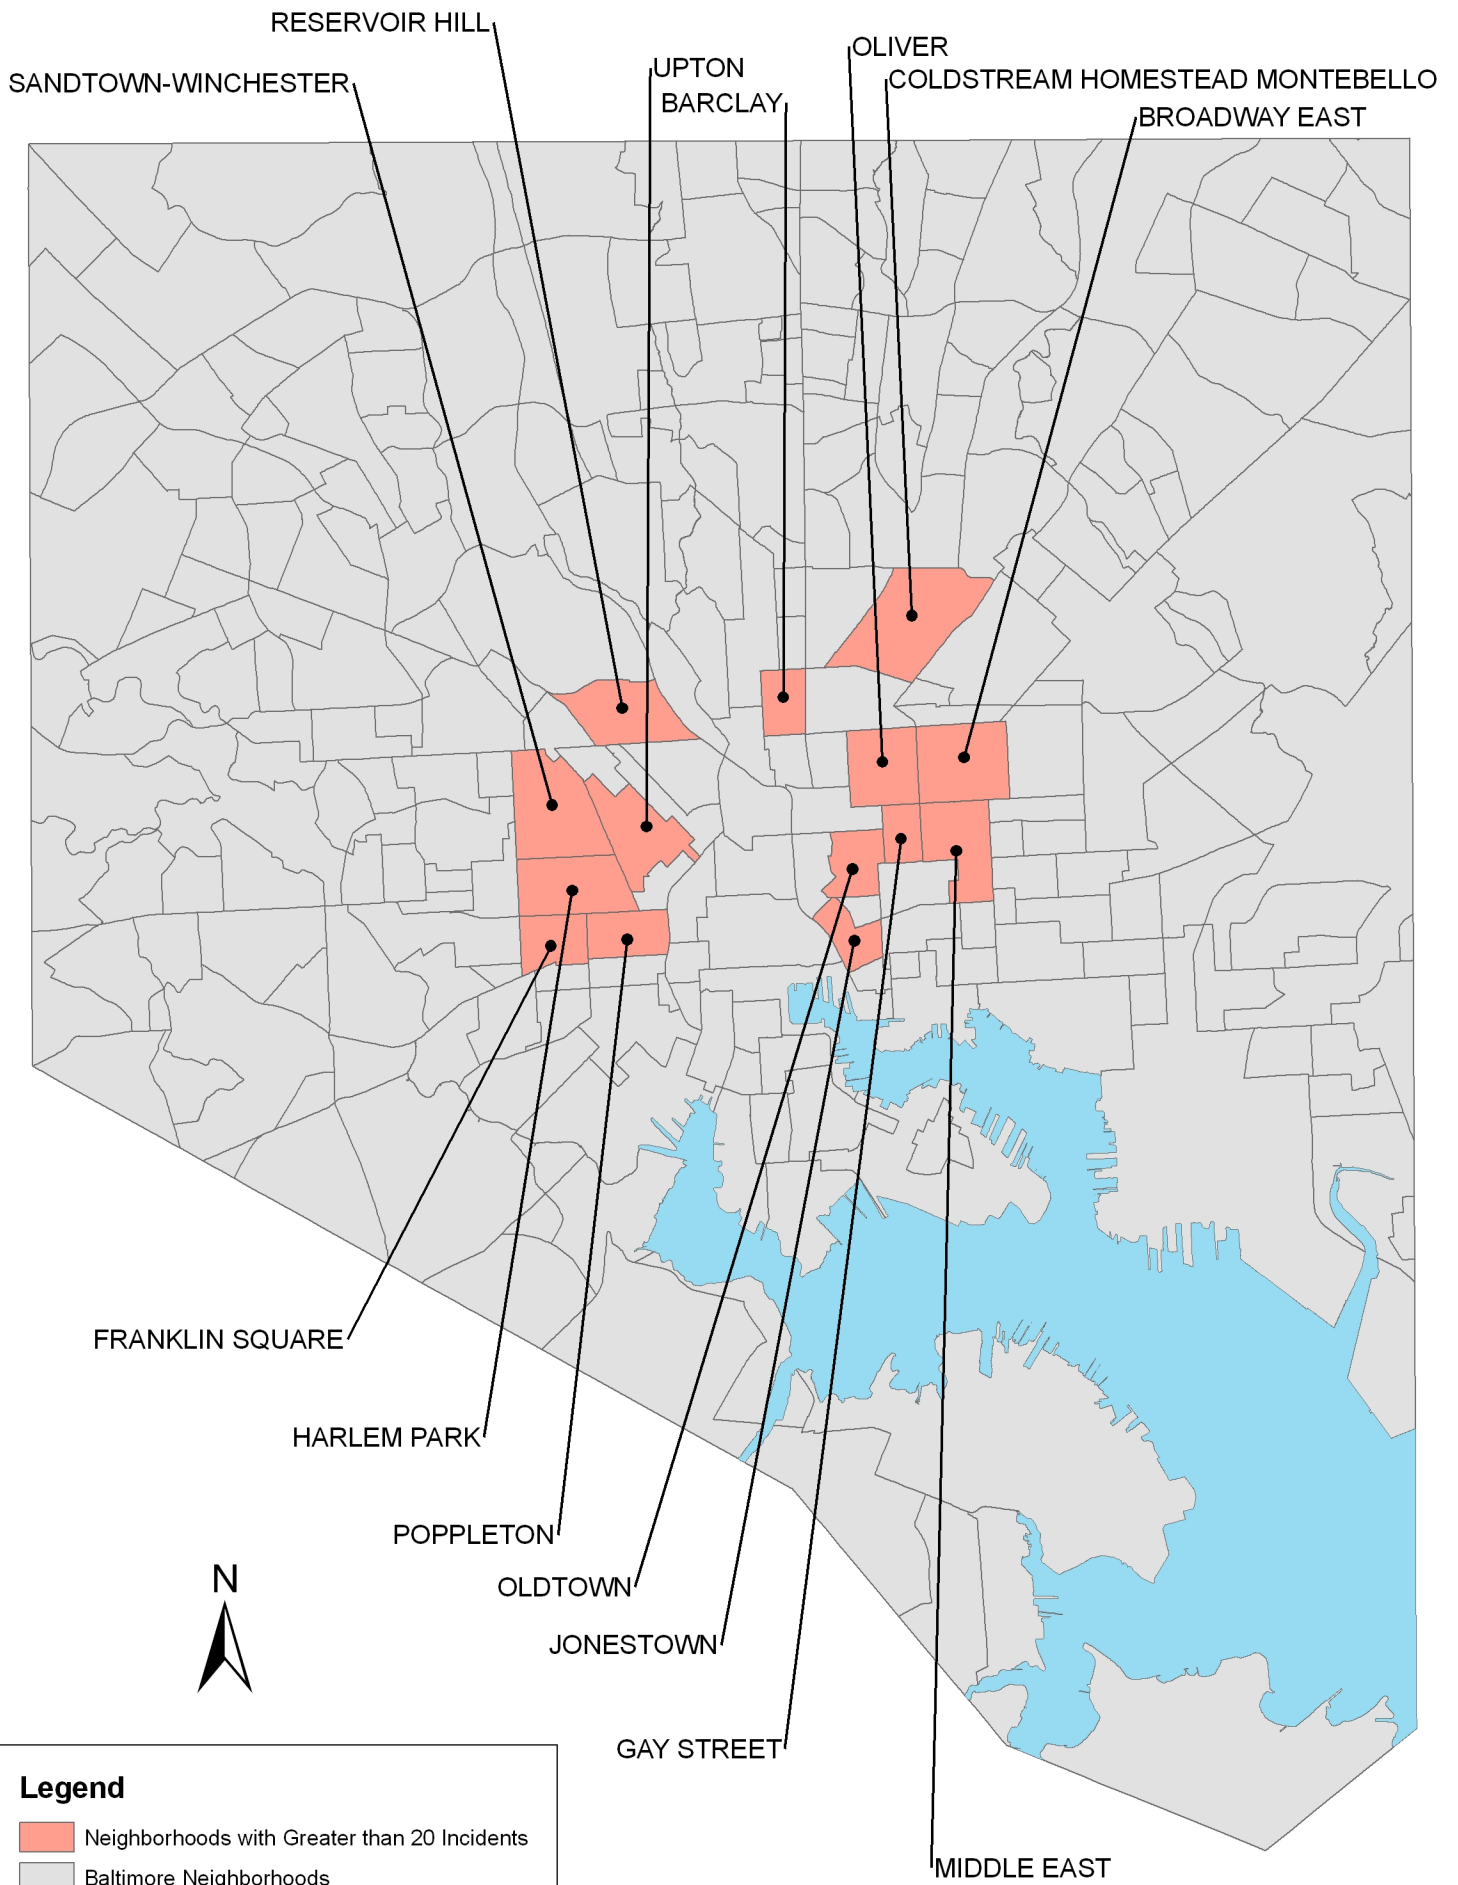 RESERVOIR HILL
OLIVER
UPTON
COLDSTREAM HOMESTEAD MONTEBELLO
SANDTOWN-WINCHESTER
BARCLAY
BROADWAY EAST
FRANKLIN SQUARE
HARLEM PARK
POPPLETON
N
OLDTOWN
JONESTOWN
GAY STREET
Legend
Neighborhoods with Greater than 20 Incidents
MIDDLE EAST
Baltimore Neighborhoods